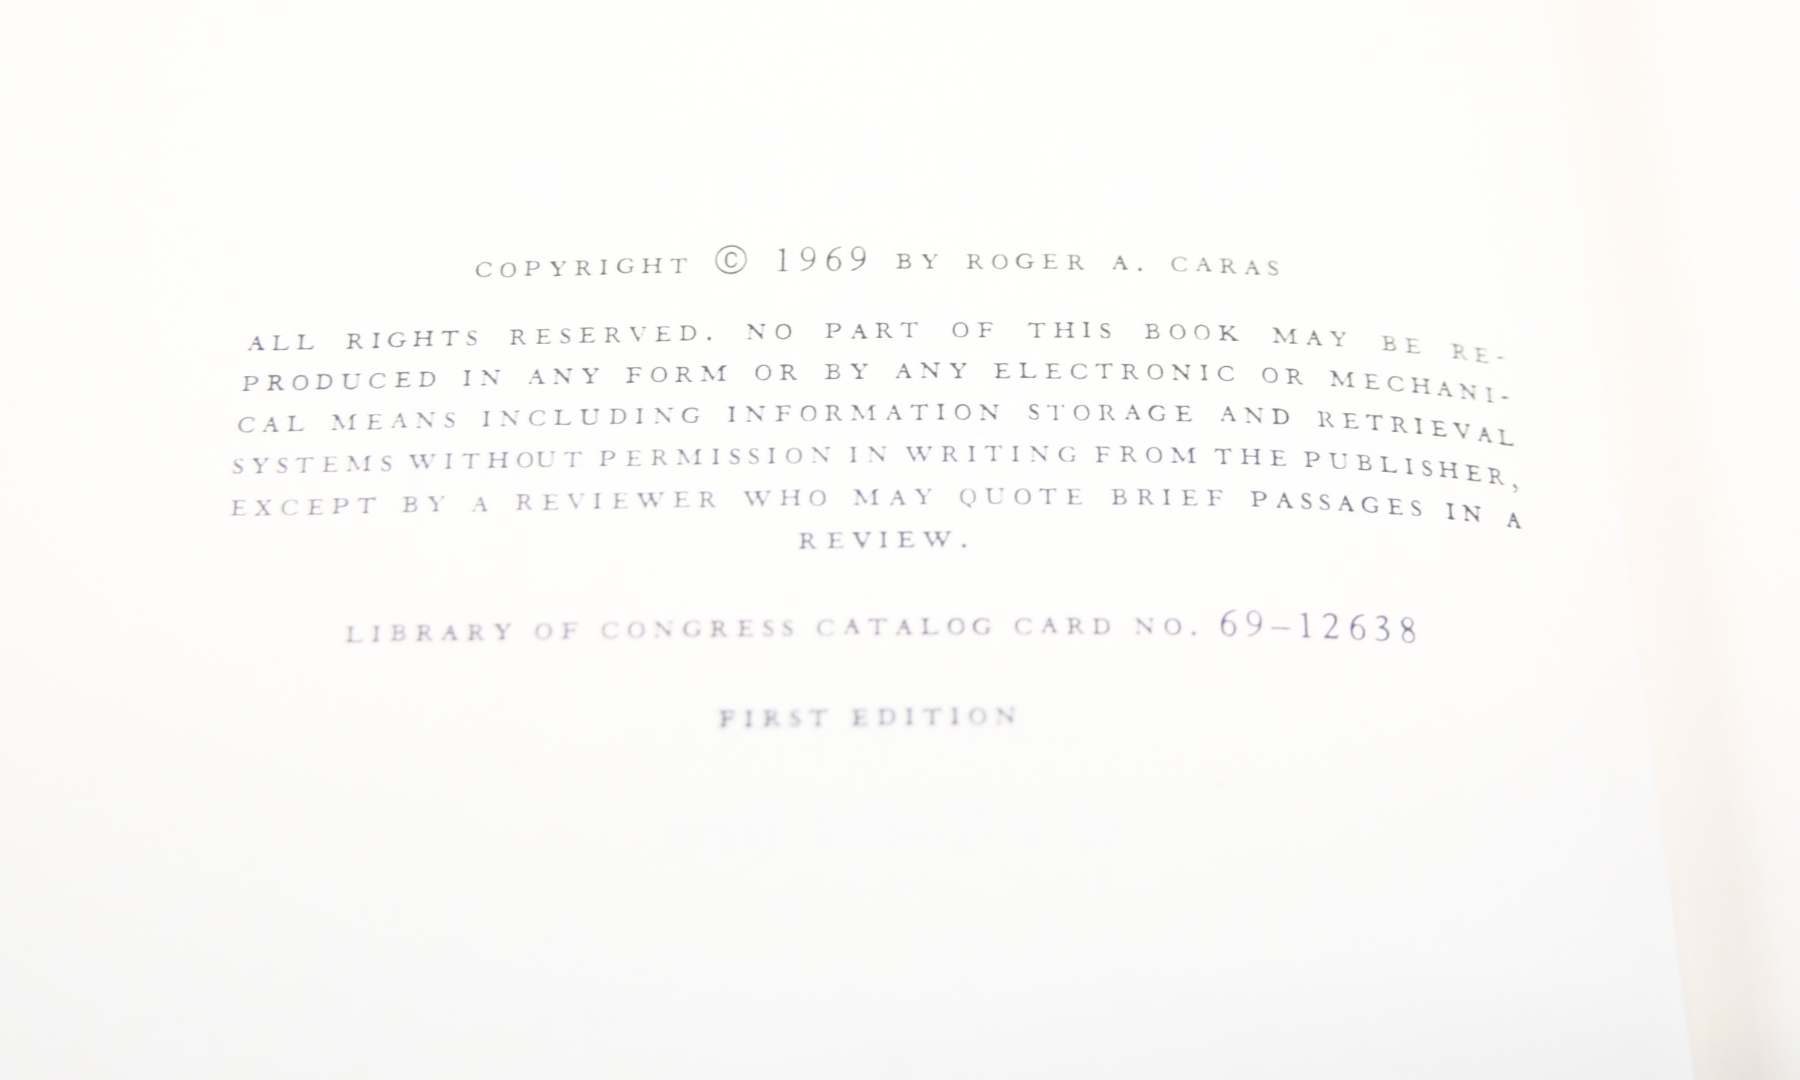 COPYRIGHT © 1969 BY ROGER A. CARAS
ALL RIGHTS RESERVED. NO PART OF THIS BOOK MAY BE RE-
PRODUCED IN ANY FORM OR BY ANY ELECTRONIC OR MECHANI-
CAL MEANS INCLUDING INFORMATION STORAGE AND RETRIEVAL
SYSTEMS WITHOUT PERMISSION IN WRITING FROM THE PUBLISHER,
EXCEPT BY A REVIEWER WHO MAY QUOTE BRIEF PASSAGES IN A
REVIEW.
LIBRARY OF CONGRESS CATALOG CARD NO. 69–12638
FIRST EDITION